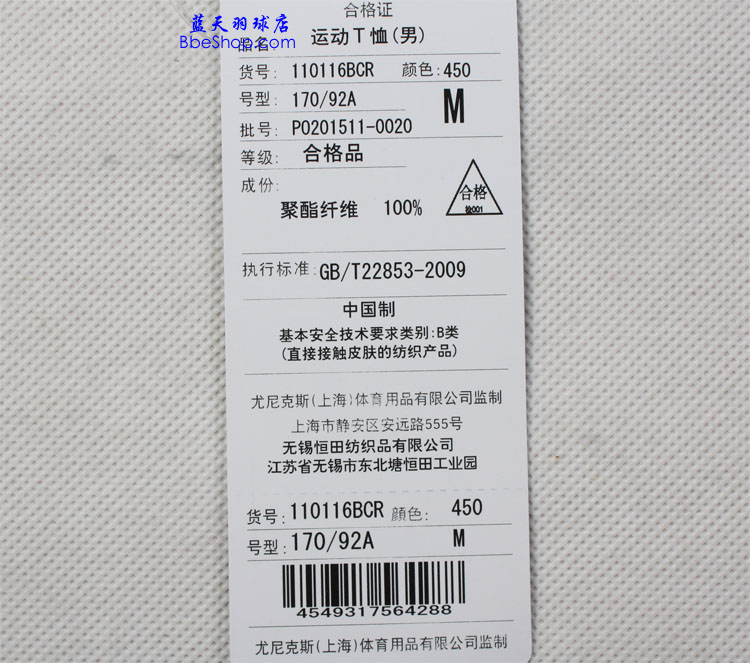 合格证
蓝天羽球店
BbeShop.com
品名: 运动T恤(男)
货号: 110116BCR 颜色: 450
号型: 170/92A M
批号: PO201511-0020
等级: 合格品
成份:
合格
检001
聚酯纤维 100%
执行标准: GB/T22853-2009
中国制
基本安全技术要求类别:B类
(直接接触皮肤的纺织产品)
尤尼克斯(上海)体育用品有限公司监制
上海市静安区安远路555号
无锡恒田纺织品有限公司
江苏省无锡市东北塘恒田工业园
货号: 110116BCR 顔色: 450
号型: 170/92A M
4549317564288
尤尼克斯(上海)体育用品有限公司监制